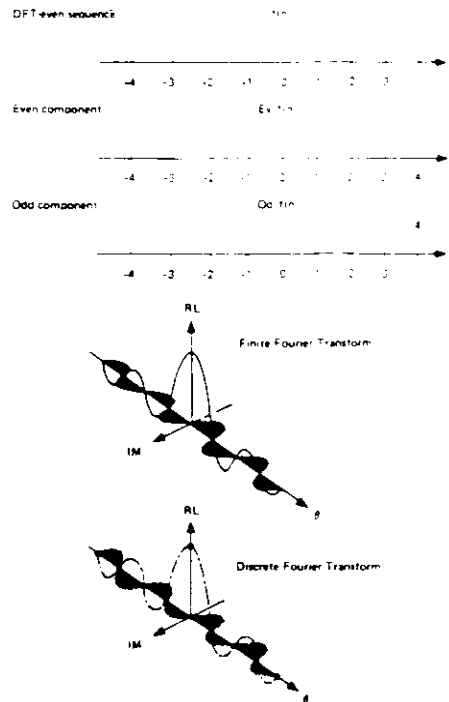 DFT-even sequence
-4 -3 -2 -1 0 1 2 3
Even component
-4 -3 -2 -1 0 1 2 3 4
Odd component
4
-4 -3 -2 -1 0 1 2 3
RL
Finite Fourier Transform
IM
θ
RL
Discrete Fourier Transform
IM
θ